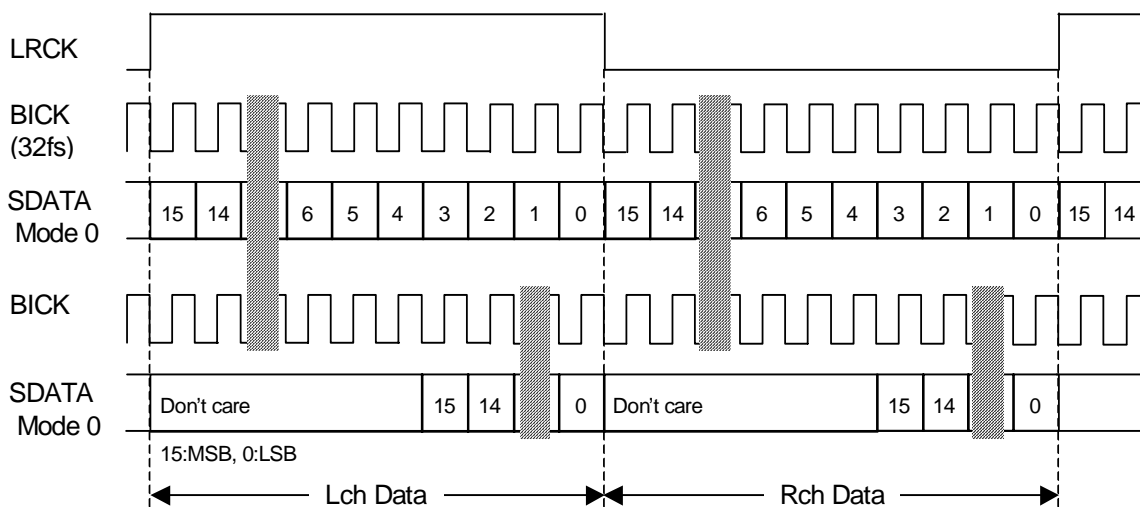 LRCK
BICK
(32fs)
SDATA
Mode 0
15 14 6 5 4 3 2 1 0 15 14 6 5 4 3 2 1 0 15 14
BICK
SDATA
Mode 0
Don't care 15 14 0 Don't care 15 14 0
15:MSB, 0:LSB
Lch Data Rch Data